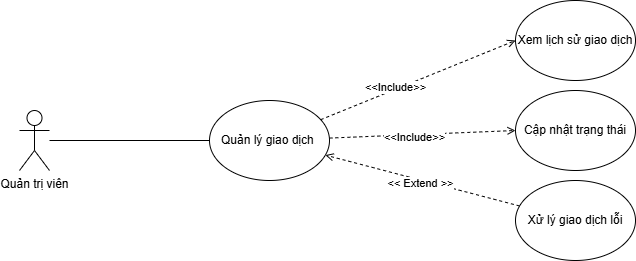 Xem lịch sử giao dịch
<<Include>>
Quản lý giao dịch
<<Include>>
Cập nhật trạng thái
Quản trị viên
<< Extend >>
Xử lý giao dịch lỗi